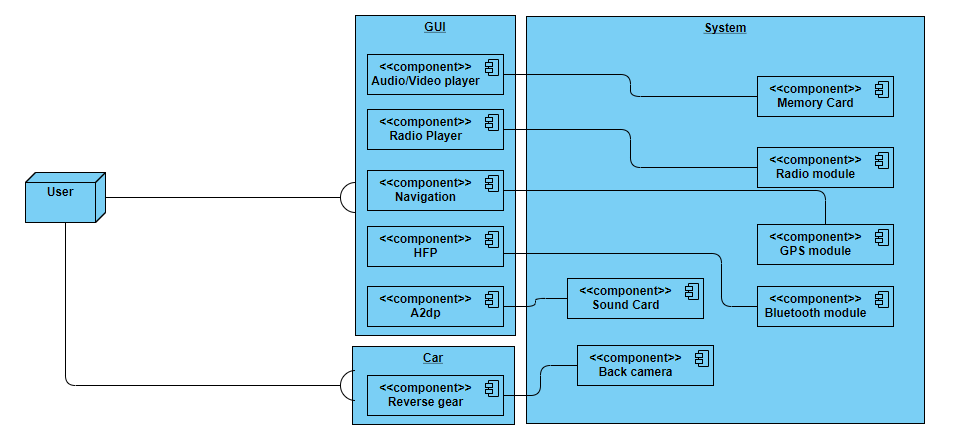 GUI
<<component>>
Audio/Video player
<<component>>
Radio Player
<<component>>
Navigation
<<component>>
HFP
<<component>>
A2dp
System
<<component>>
Memory Card
<<component>>
Radio module
<<component>>
GPS module
<<component>>
Sound Card
<<component>>
Bluetooth module
<<component>>
Back camera
User
Car
<<component>>
Reverse gear